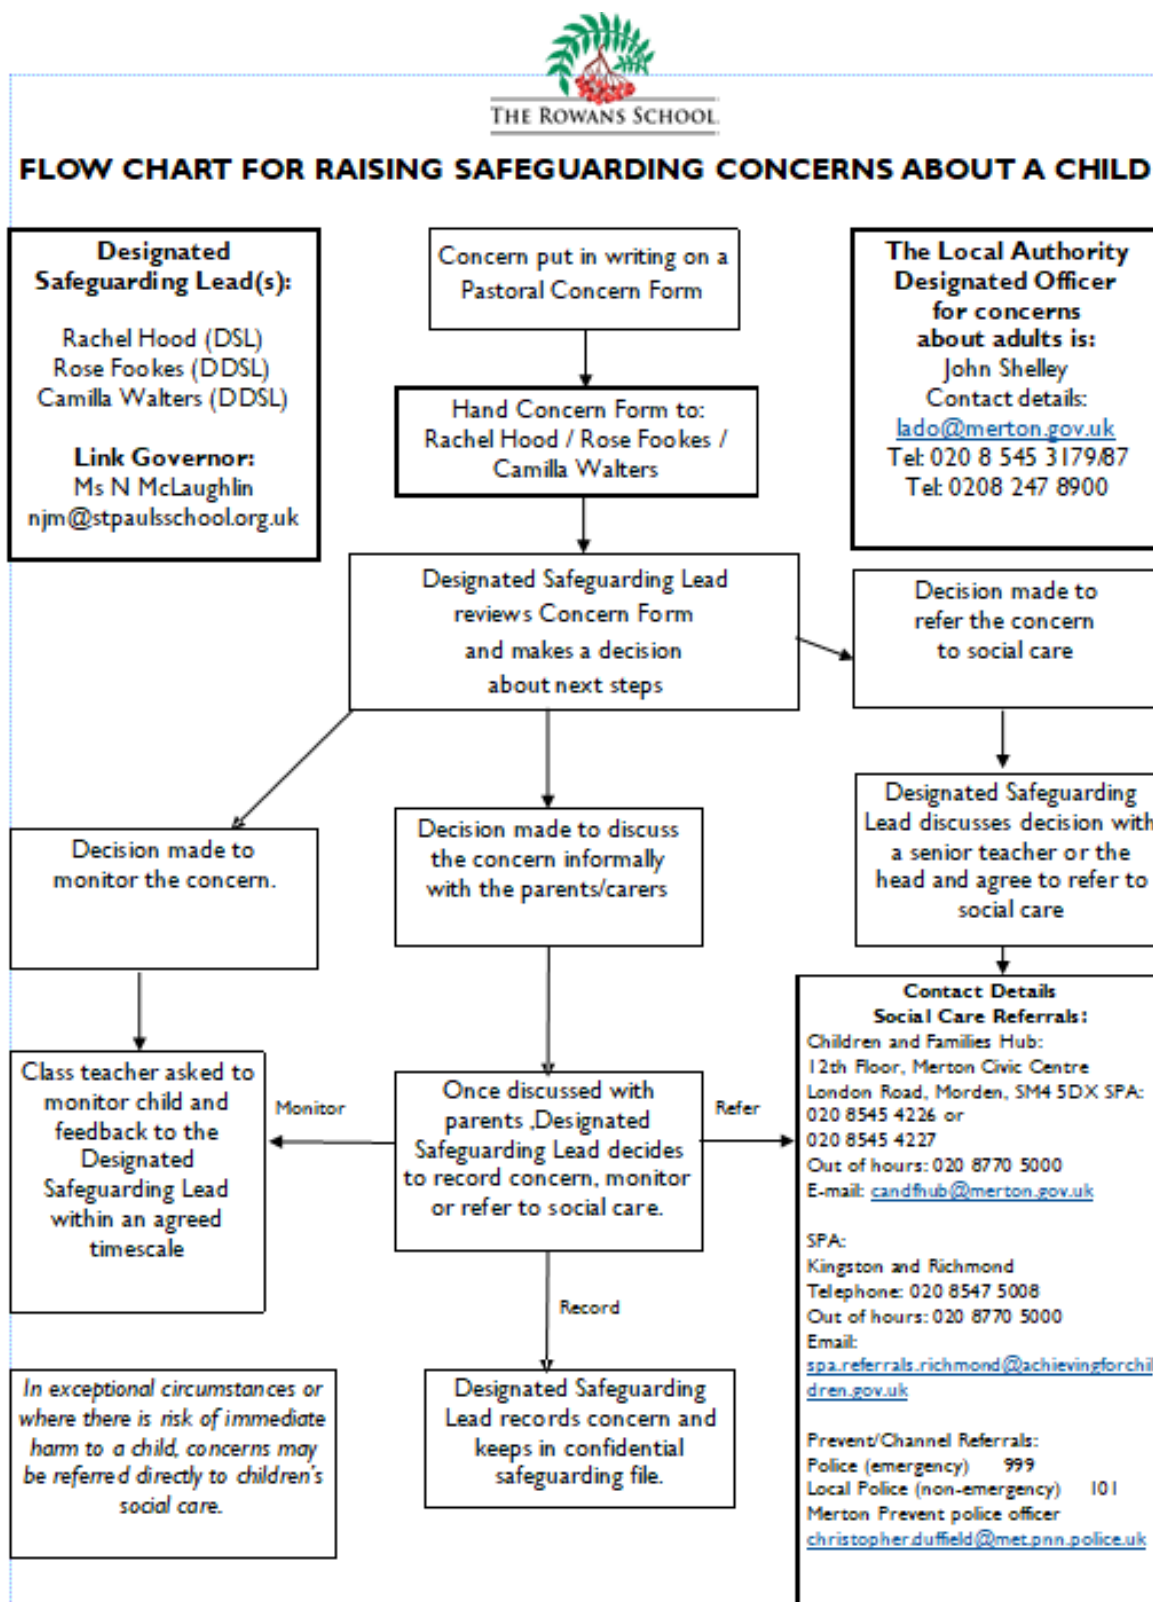 THE ROWANS SCHOOL
FLOW CHART FOR RAISING SAFEGUARDING CONCERNS ABOUT A CHILD
Designated
Safeguarding Lead(s):
Rachel Hood (DSL)
Rose Fookes (DDSL)
Camilla Walters (DDSL)
Link Governor:
Ms N McLaughlin
njm@stpaulsschool.org.uk
Concern put in writing on a
Pastoral Concern Form
The Local Authority
Designated Officer
for concerns
about adults is:
John Shelley
Contact details:
lado@merton.gov.uk
Tel: 020 8 545 3179/87
Tel: 0208 247 8900
Hand Concern Form to:
Rachel Hood / Rose Fookes /
Camilla Walters
Designated Safeguarding Lead
reviews Concern Form
and makes a decision
about next steps
Decision made to
refer the concern
to social care
Decision made to
monitor the concern.
Decision made to discuss
the concern informally
with the parents/carers
Designated Safeguarding
Lead discusses decision with
a senior teacher or the
head and agree to refer to
social care
Class teacher asked to
monitor child and
feedback to the
Designated
Safeguarding Lead
within an agreed
timescale
Monitor
Once discussed with
parents ,Designated
Safeguarding Lead decides
to record concern, monitor
or refer to social care.
Refer
Record
Contact Details
Social Care Referrals:
Children and Families Hub:
12th Floor, Merton Civic Centre
London Road, Morden, SM4 5DX SPA:
020 8545 4226 or
020 8545 4227
Out of hours: 020 8770 5000
E-mail: candfhub@merton.gov.uk
SPA:
Kingston and Richmond
Telephone: 020 8547 5008
Out of hours: 020 8770 5000
Email:
spa.referrals.richmond@achievingforchil
dren.gov.uk
Prevent/Channel Referrals:
Police (emergency) 999
Local Police (non-emergency) 101
Merton Prevent police officer
christopher.duffield@met.pnn.police.uk
In exceptional circumstances or
where there is risk of immediate
harm to a child, concerns may
be referred directly to children's
social care.
Designated Safeguarding
Lead records concern and
keeps in confidential
safeguarding file.